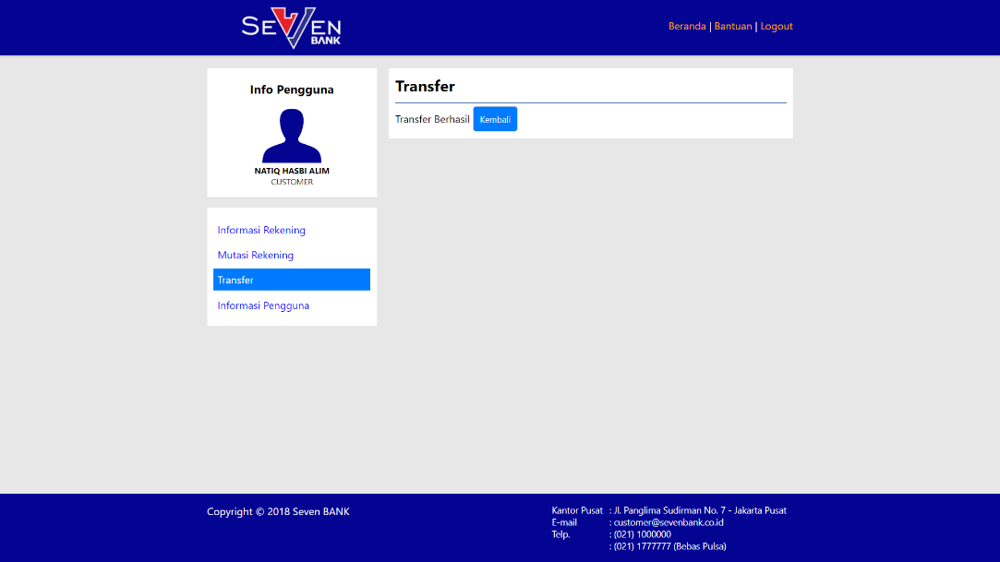 SEVEN
BANK
Beranda | Bantuan | Logout
Info Pengguna
NATIQ HASBI ALIM
CUSTOMER
Informasi Rekening
Mutasi Rekening
Transfer
Informasi Pengguna
Transfer
Transfer Berhasil Kembali
Copyright © 2018 Seven BANK
Kantor Pusat : Jl. Panglima Sudirman No. 7 - Jakarta Pusat
E-mail : customer@sevenbank.co.id
Telp. : (021) 1000000
: (021) 1777777 (Bebas Pulsa)